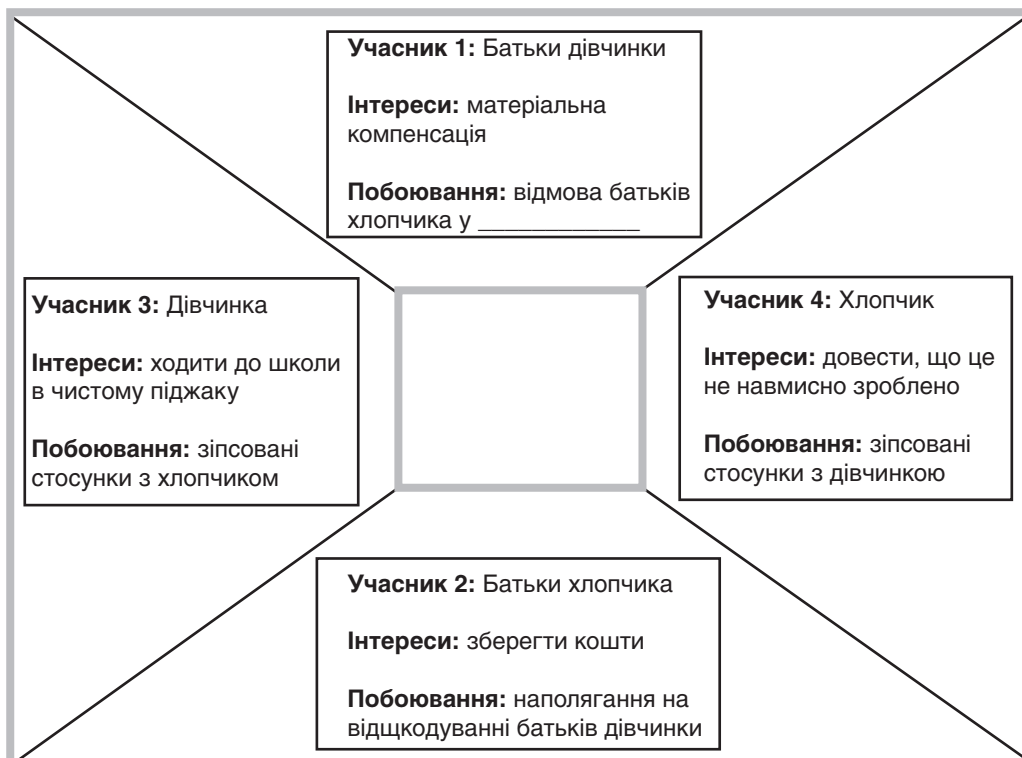 Учасник 1: Батьки дівчинки
Інтереси: матеріальна
компенсація
Побоювання: відмова батьків
хлопчика у ____________
Учасник 3: Дівчинка
Інтереси: ходити до школи
в чистому піджаку
Побоювання: зіпсовані
стосунки з хлопчиком
Учасник 4: Хлопчик
Інтереси: довести, що це
не навмисно зроблено
Побоювання: зіпсовані
стосунки з дівчинкою
Учасник 2: Батьки хлопчика
Інтереси: зберегти кошти
Побоювання: наполягання на
відщкодуванні батьків дівчинки